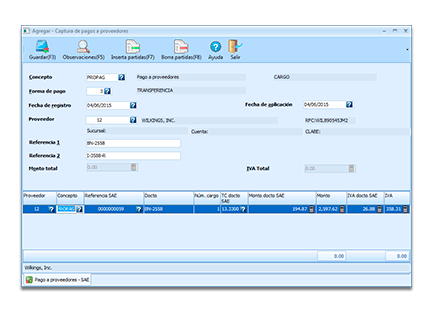 Agregar - Captura de pagos a proveedores
Guardar(F3) Observaciones(F5) Inserta partidas(F7) Borra partidas(F8) Ayuda Salir
Concepto PROPAG ? Pago a proveedores CARGO
Forma de pago 3 ? TRANSFERENCIA
Fecha de registro 04/06/2015 Fecha de aplicación 04/06/2015
Proveedor 12 ? WILKINGS, INC.
Sucursal: Cuenta: CLABE:
Referencia 1 BN-2558
Referencia 2
Monto total 0.00 IVA Total 0.00
Proveedor Concepto Referencia SAE Docto Núm. cargo TC docto SAE Monto docto SAE Monto IVA docto SAE IVA
12 ? PROPAG ? 0000000059 ? BN-2558 1 13.3300 ? 194.87 2,597.62 26.88 358.31
0.00 0.00
Wilkings, Inc.
Pago a proveedores - SAE